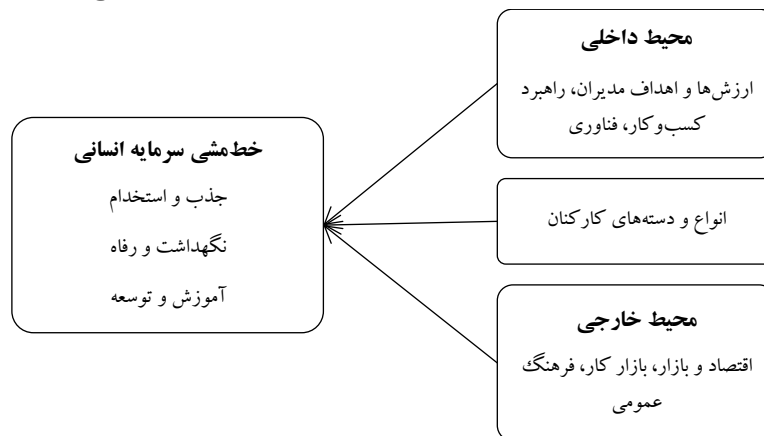 محیط داخلی
ارزش‌ها و اهداف مدیران، راهبرد
کسب‌وکار، فناوری
خط‌مشی سرمایه انسانی
جذب و استخدام
نگهداشت و رفاه
آموزش و توسعه
انواع و دسته‌های کارکنان
محیط خارجی
اقتصاد و بازار، بازار کار، فرهنگ
عمومی